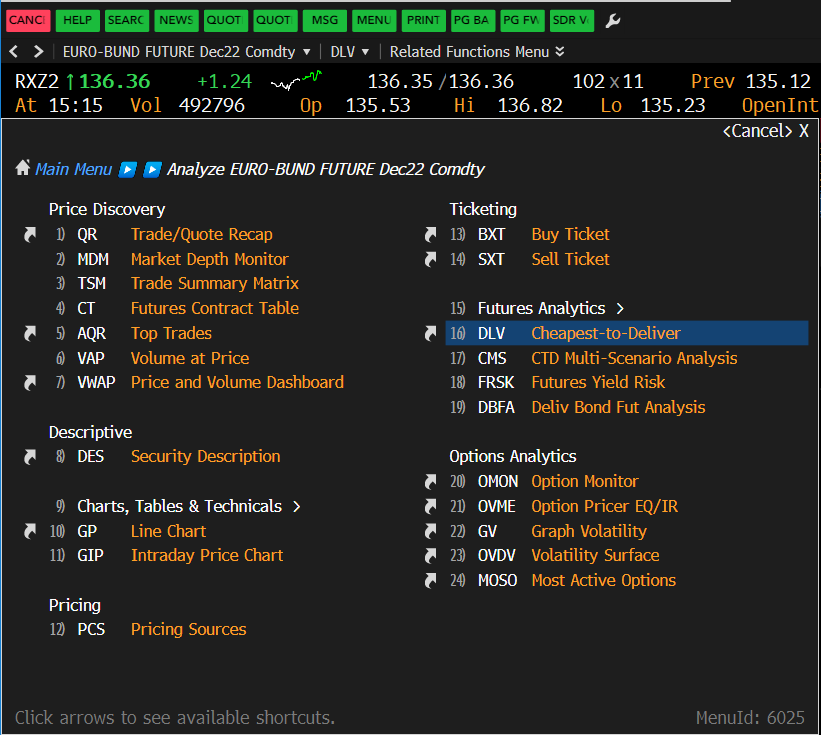 CANC HELP SEARC NEWS QUOT QUOT MSG MENU PRINT PG BA PG FW SDR V
EURO-BUND FUTURE Dec22 Comdty DLV Related Functions Menu
RXZ2 ↑136.36 +1.24 136.35 /136.36 102 x 11 Prev 135.12
At 15:15 Vol 492796 Op 135.53 Hi 136.82 Lo 135.23 OpenInt
<Cancel> X
Main Menu Analyze EURO-BUND FUTURE Dec22 Comdty
Price Discovery
1) QR Trade/Quote Recap
2) MDM Market Depth Monitor
3) TSM Trade Summary Matrix
4) CT Futures Contract Table
5) AQR Top Trades
6) VAP Volume at Price
7) VWAP Price and Volume Dashboard
Descriptive
8) DES Security Description
9) Charts, Tables & Technicals >
10) GP Line Chart
11) GIP Intraday Price Chart
Pricing
12) PCS Pricing Sources
Ticketing
13) BXT Buy Ticket
14) SXT Sell Ticket
15) Futures Analytics >
16) DLV Cheapest-to-Deliver
17) CMS CTD Multi-Scenario Analysis
18) FRSK Futures Yield Risk
19) DBFA Deliv Bond Fut Analysis
Options Analytics
20) OMON Option Monitor
21) OVME Option Pricer EQ/IR
22) GV Graph Volatility
23) OVDV Volatility Surface
24) MOSO Most Active Options
Click arrows to see available shortcuts.
MenuId: 6025